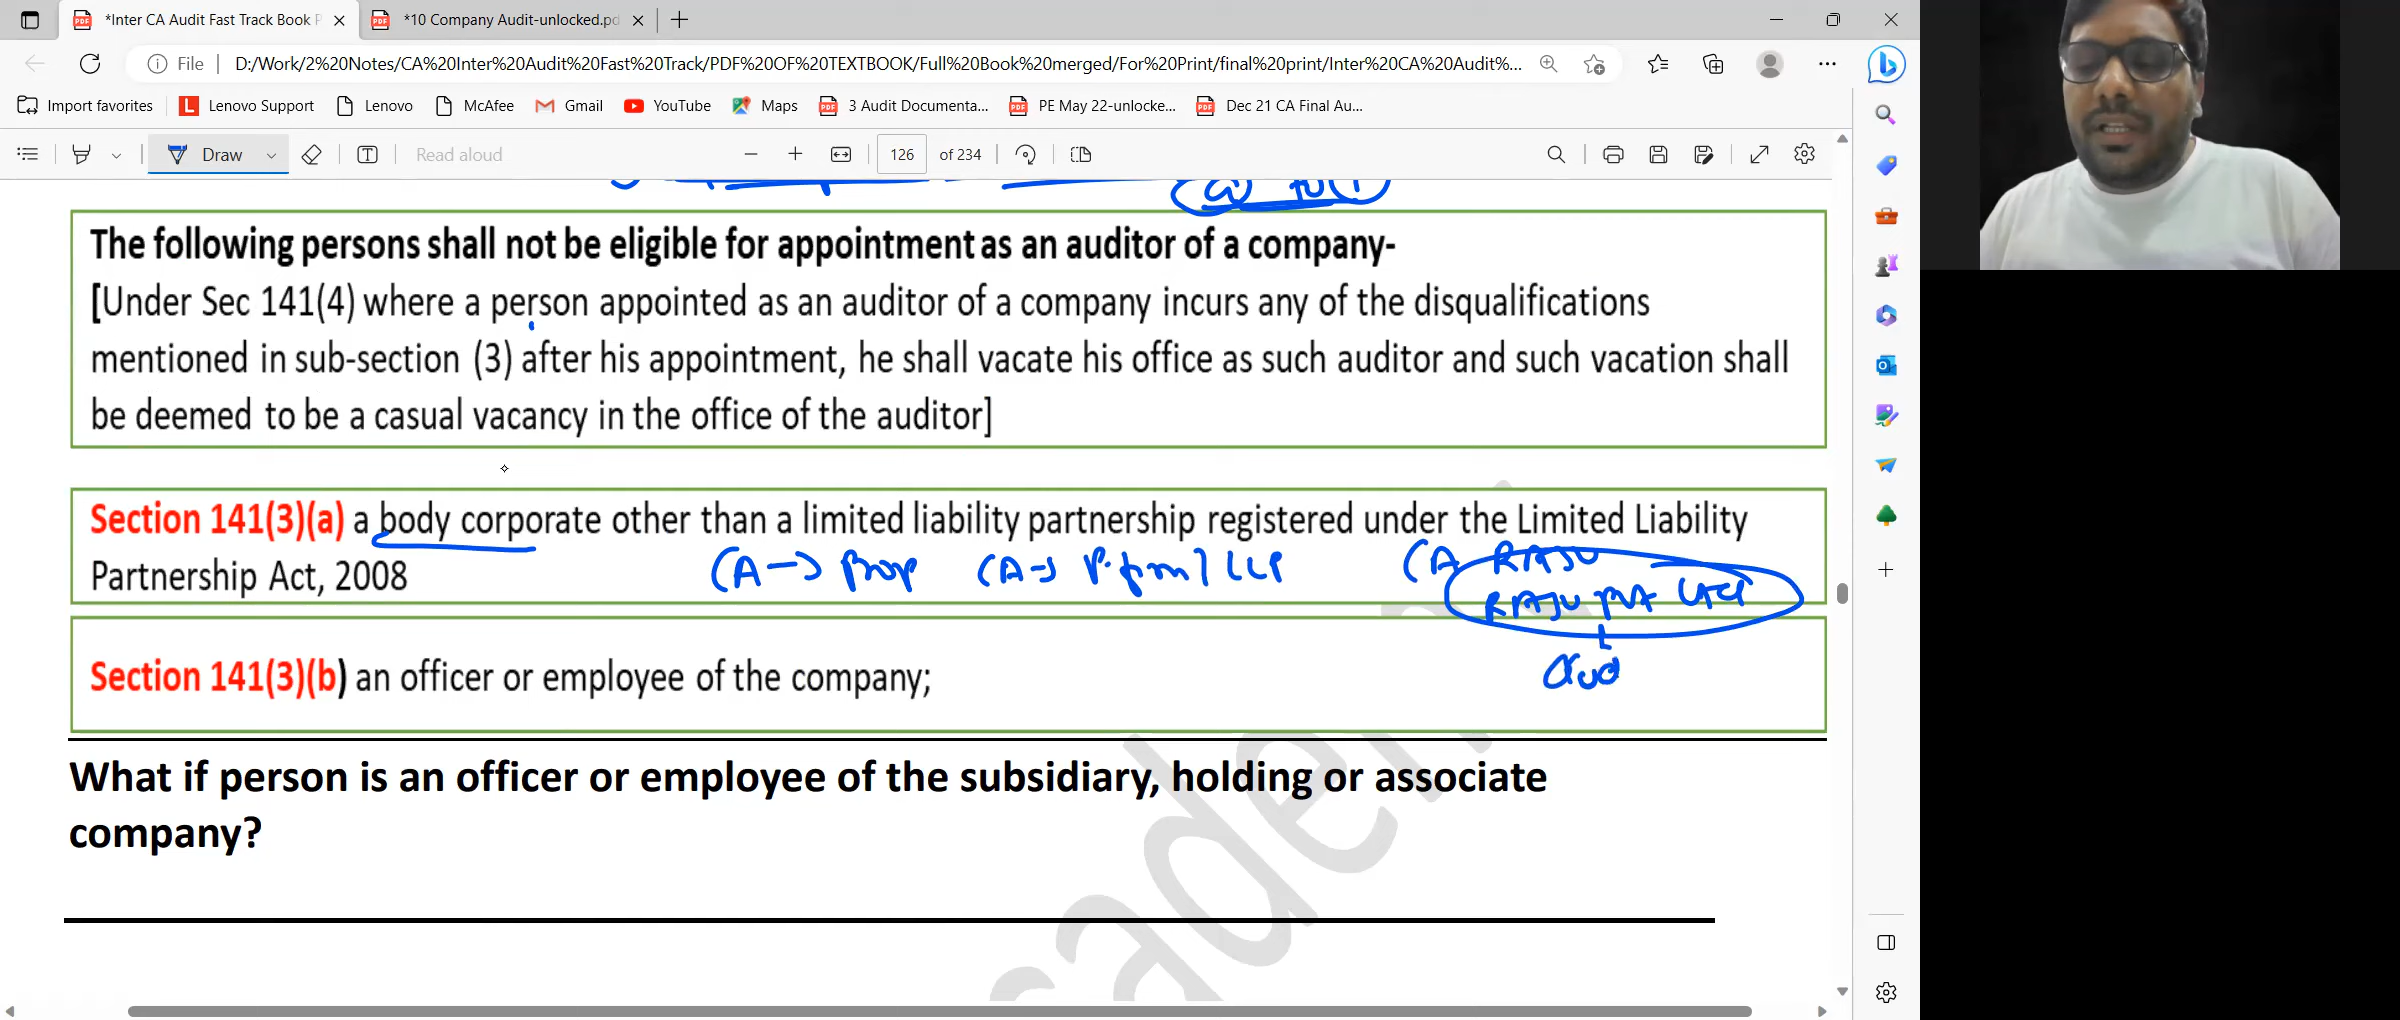 *Inter CA Audit Fast Track Book P
*10 Company Audit-unlocked.pd
File
D:/Work/2%20Notes/CA%20Inter%20Audit%20Fast%20Track/PDF%20OF%20TEXTBOOK/Full%20Book%20merged/For%20Print/final%20print/Inter%20CA%20Audit%...
Import favorites
Lenovo Support
Lenovo
McAfee
Gmail
YouTube
Maps
3 Audit Documenta...
PE May 22-unlocke...
Dec 21 CA Final Au...
Draw
Read aloud
126 of 234
The following persons shall not be eligible for appointment as an auditor of a company-
[Under Sec 141(4) where a person appointed as an auditor of a company incurs any of the disqualifications
mentioned in sub-section (3) after his appointment, he shall vacate his office as such auditor and such vacation shall
be deemed to be a casual vacancy in the office of the auditor]
Section 141(3)(a) a body corporate other than a limited liability partnership registered under the Limited Liability
Partnership Act, 2008
CA → Prop CA → P. firm / LLP
CA RAJU
RAJU Pvt Ltd
Aud
Section 141(3)(b) an officer or employee of the company;
What if person is an officer or employee of the subsidiary, holding or associate
company?